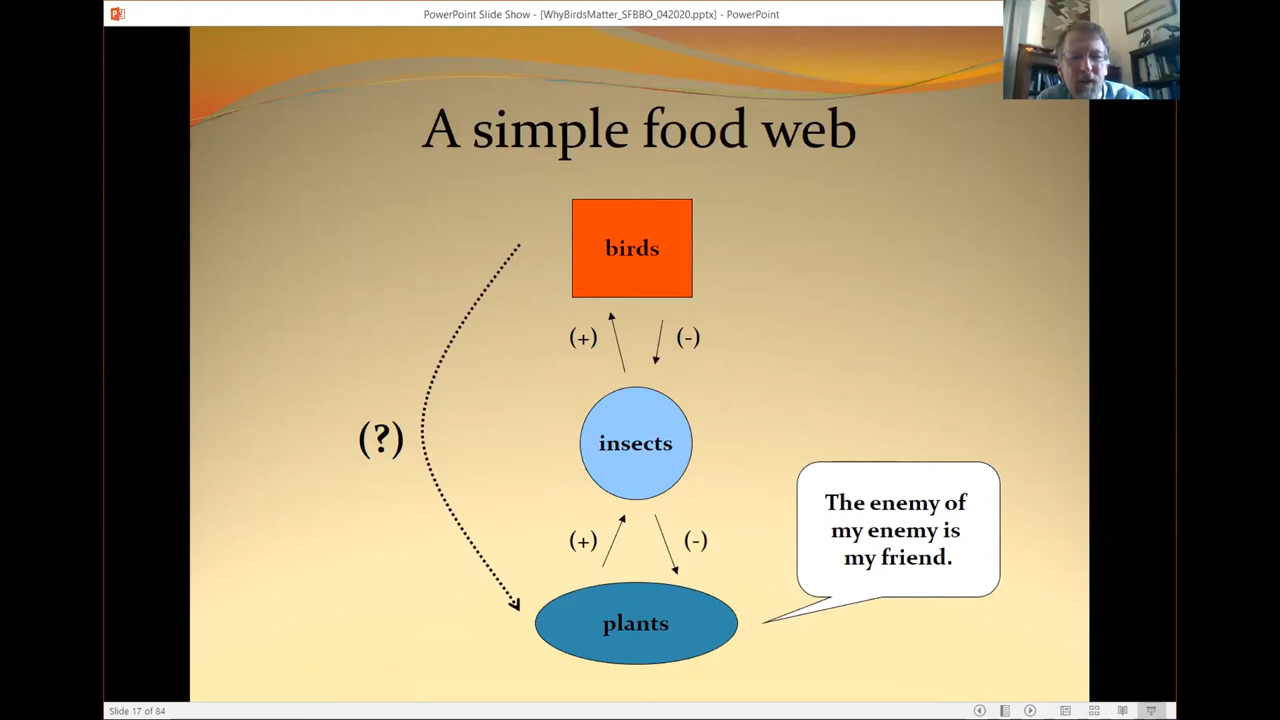 PowerPoint Slide Show - [WhyBirdsMatter_SFBBO_042020.pptx] - PowerPoint
A simple food web
birds
(+)
(-)
(?)
insects
(+)
(-)
The enemy of
my enemy is
my friend.
plants
Slide 17 of 84